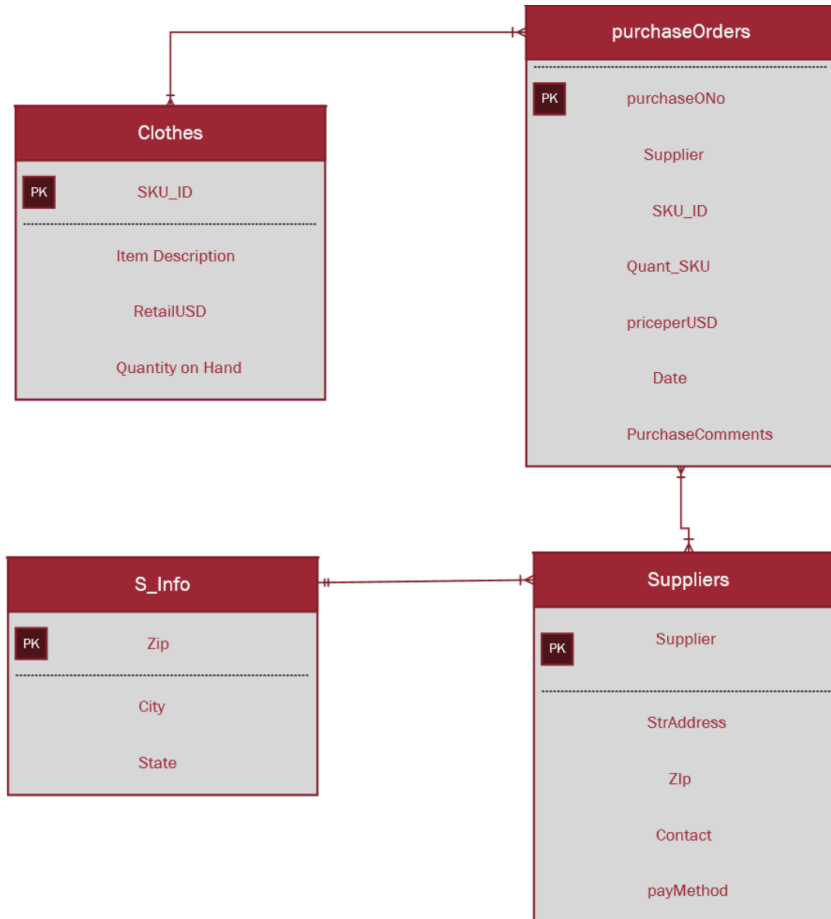 purchaseOrders
PK
purchaseONo
Supplier
SKU_ID
Quant_SKU
priceperUSD
Date
PurchaseComments
Clothes
PK
SKU_ID
Item Description
RetailUSD
Quantity on Hand
S_Info
PK
Zip
City
State
Suppliers
PK
Supplier
StrAddress
ZIp
Contact
payMethod